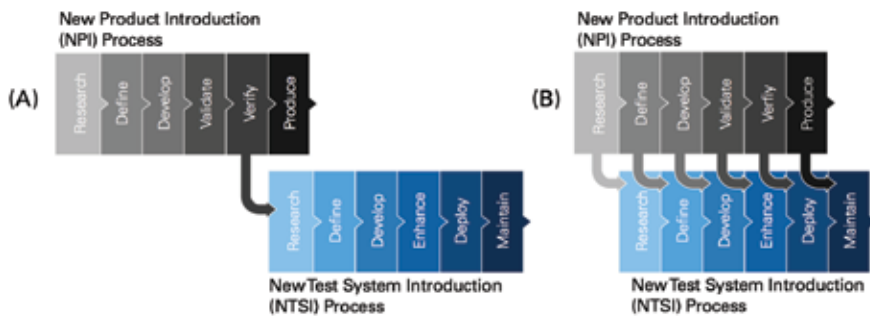 New Product Introduction
(NPI) Process
(A)
Research
Define
Develop
Validate
Verify
Produce
Research
Define
Develop
Enhance
Deploy
Maintain
New Test System Introduction
(NTSI) Process
New Product Introduction
(NPI) Process
(B)
Research
Define
Develop
Validate
Verfiy
Produce
Research
Define
Develop
Enhance
Deploy
Maintain
New Test System Introduction
(NTSI) Process